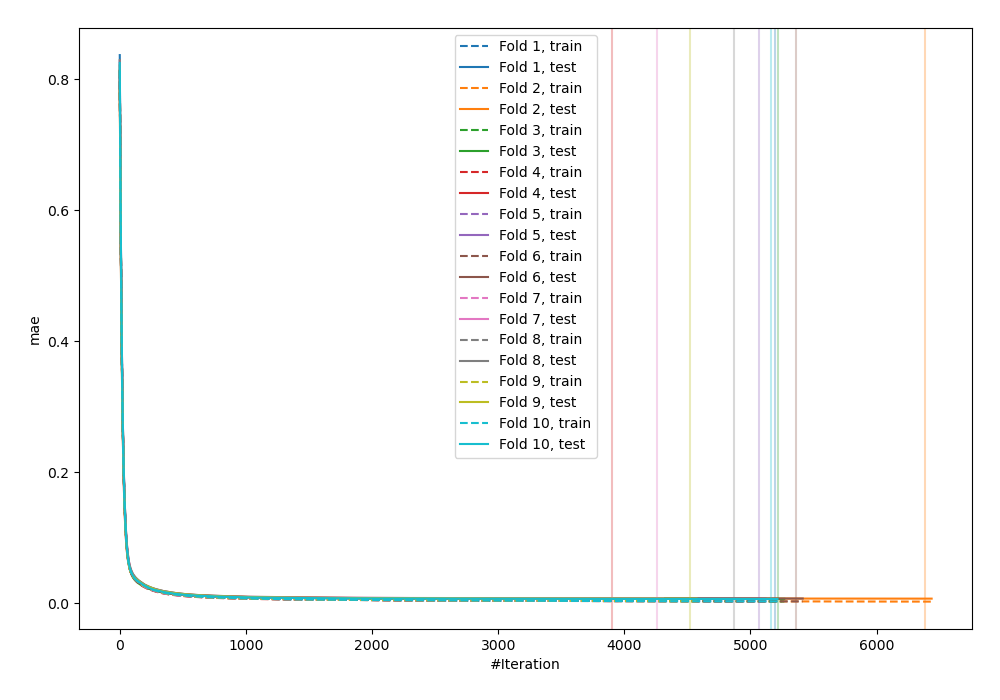 mae
0.8
0.6
0.4
0.2
0.0
Fold 1, train
Fold 1, test
Fold 2, train
Fold 2, test
Fold 3, train
Fold 3, test
Fold 4, train
Fold 4, test
Fold 5, train
Fold 5, test
Fold 6, train
Fold 6, test
Fold 7, train
Fold 7, test
Fold 8, train
Fold 8, test
Fold 9, train
Fold 9, test
Fold 10, train
Fold 10, test
0 1000 2000 3000 4000 5000 6000
#Iteration